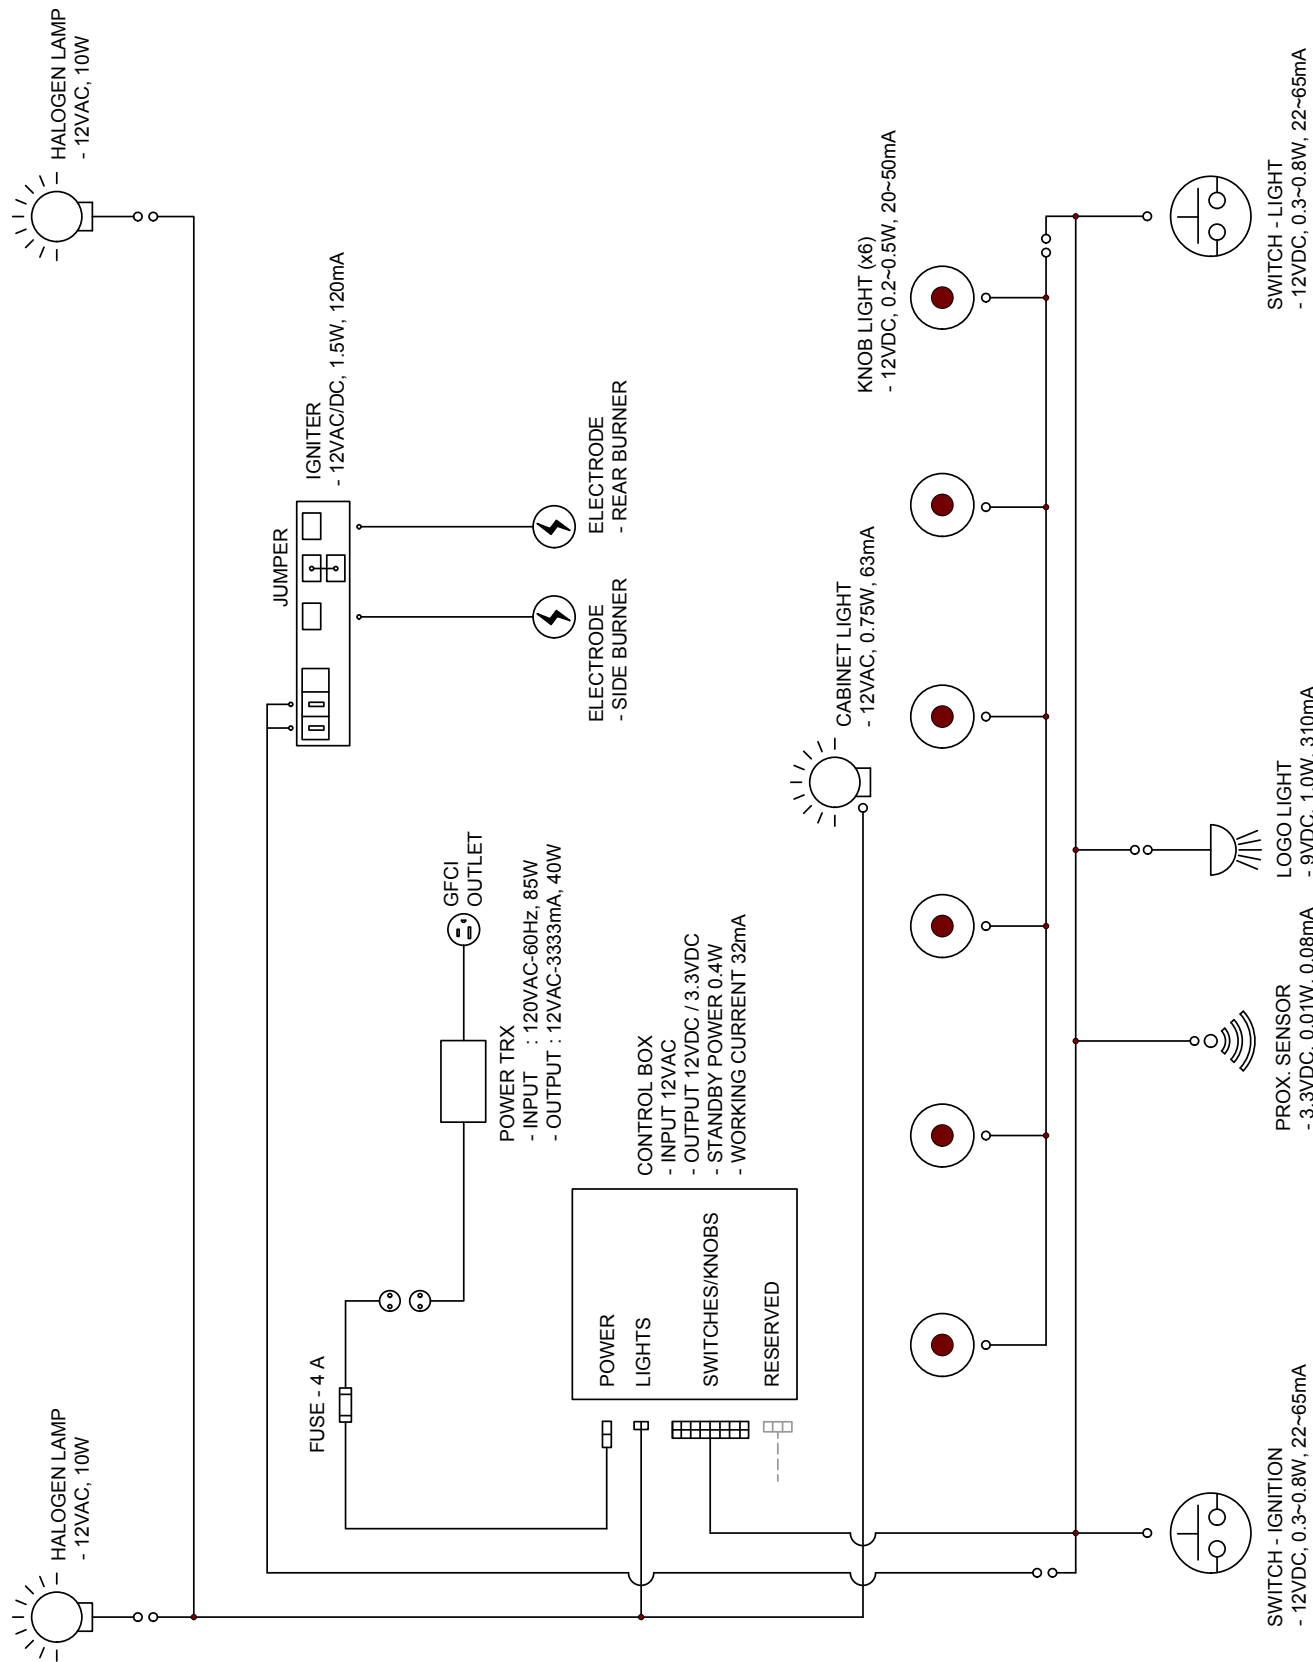 HALOGEN LAMP
- 12VAC, 10W
HALOGEN LAMP
- 12VAC, 10W
FUSE - 4 A
JUMPER
IGNITER
- 12VAC/DC, 1.5W, 120mA
GFCI
OUTLET
POWER TRX
- INPUT : 120VAC-60Hz, 85W
- OUTPUT : 12VAC-3333mA, 40W
ELECTRODE
- SIDE BURNER
ELECTRODE
- REAR BURNER
CONTROL BOX
- INPUT 12VAC
- OUTPUT 12VDC / 3.3VDC
- STANDBY POWER 0.4W
- WORKING CURRENT 32mA
POWER
LIGHTS
SWITCHES/KNOBS
RESERVED
CABINET LIGHT
- 12VAC, 0.75W, 63mA
KNOB LIGHT (x6)
- 12VDC, 0.2~0.5W, 20~50mA
SWITCH - IGNITION
- 12VDC, 0.3~0.8W, 22~65mA
PROX. SENSOR
- 3.3VDC, 0.01W, 0.08mA
LOGO LIGHT
- 9VDC, 1.0W, 310mA
SWITCH - LIGHT
- 12VDC, 0.3~0.8W, 22~65mA